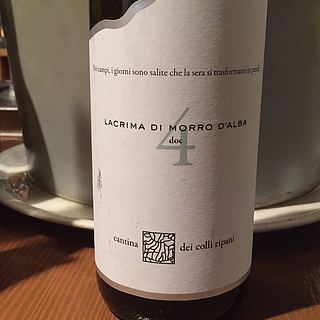 Nei campi, i giorni sono salite che la sera si trasformano in pendii
LACRIMA DI MORRO D'ALBA
4
doc
cantina dei colli ripani